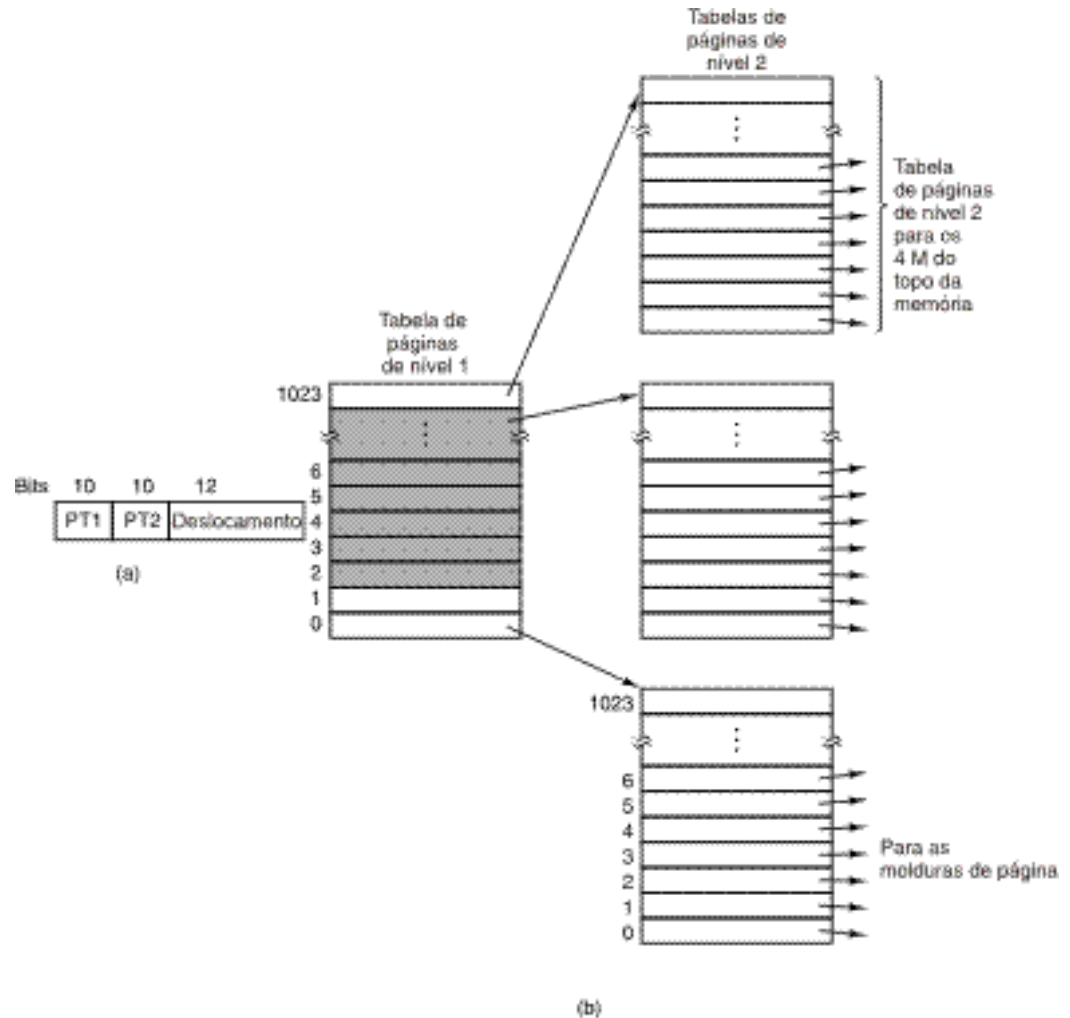 Tabelas de
páginas de
nível 2
Tabela
de páginas
de nível 2
para os
4 M do
topo da
memória
Tabela de
páginas
de nível 1
1023
6
5
4
3
2
1
0
Bits 10 10 12
PT1 PT2 Deslocamento
(a)
1023
6
5
4
3
2
1
0
Para as
molduras de página
(b)